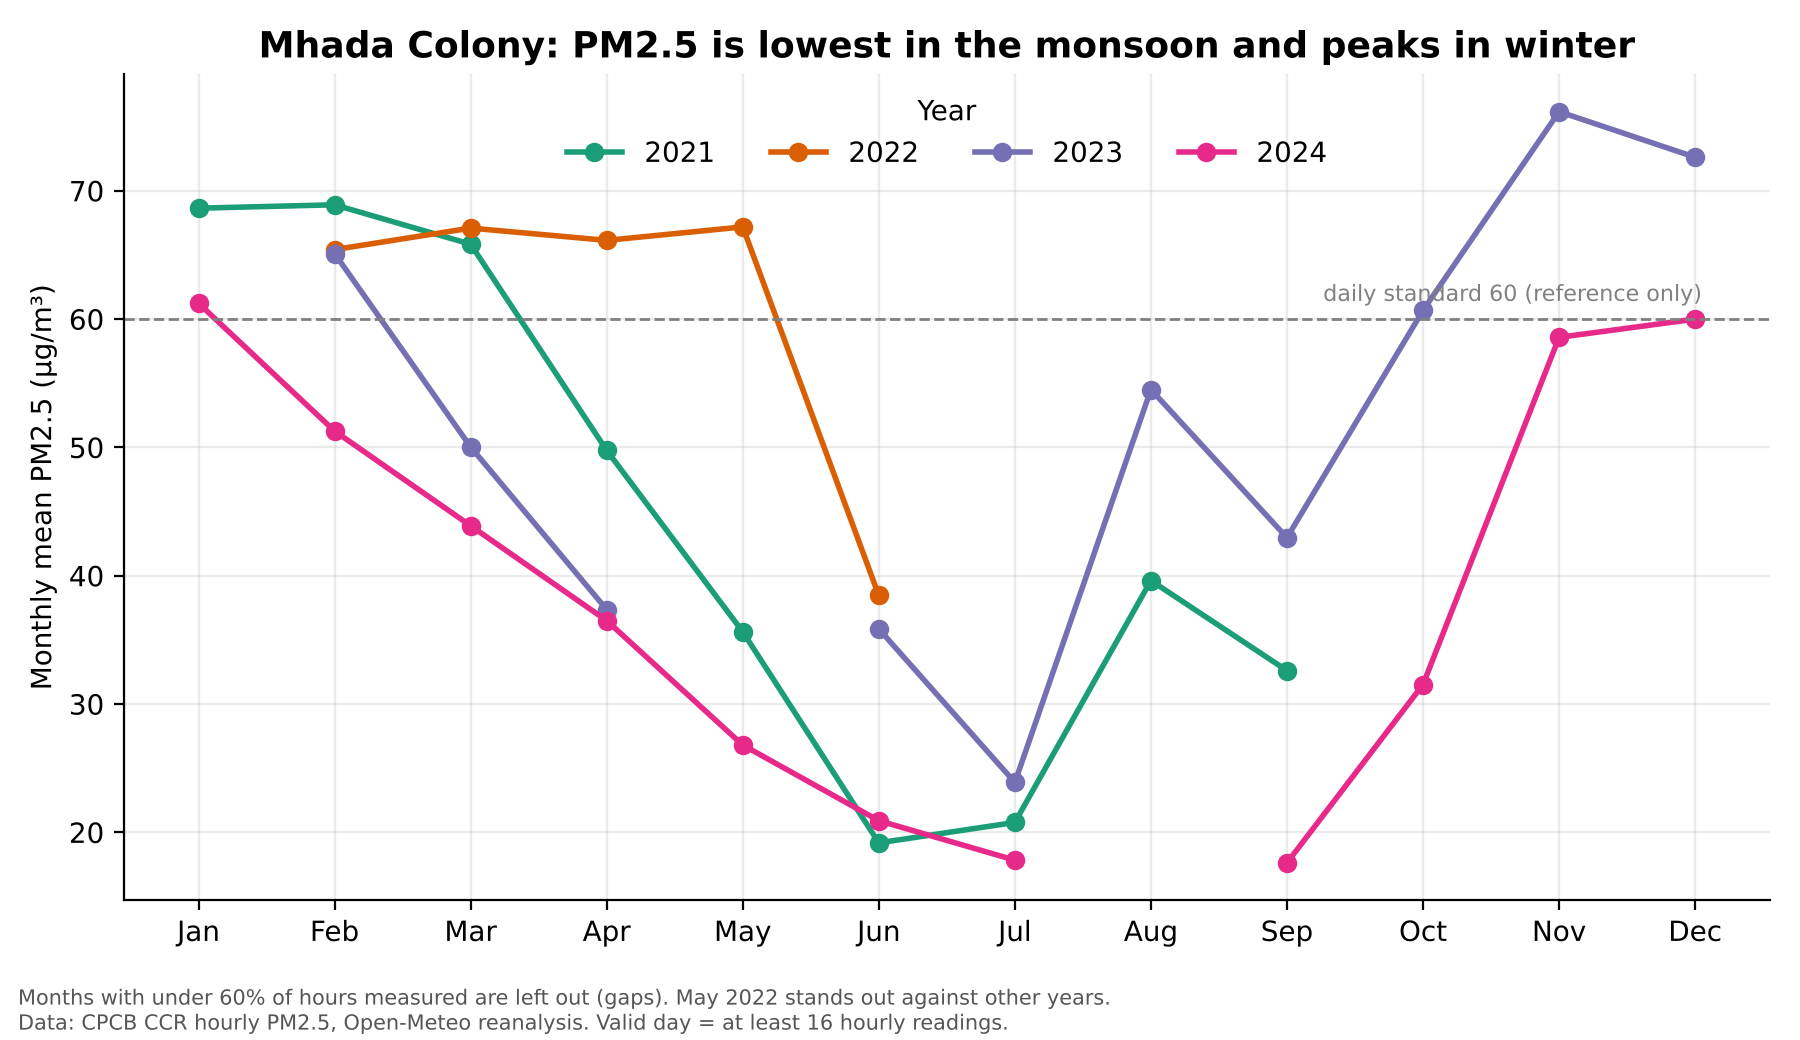 Mhada Colony: PM2.5 is lowest in the monsoon and peaks in winter
Year
2021 2022 2023 2024
daily standard 60 (reference only)
Monthly mean PM2.5 (µg/m³)
70
60
50
40
30
20
Jan Feb Mar Apr May Jun Jul Aug Sep Oct Nov Dec
Months with under 60% of hours measured are left out (gaps). May 2022 stands out against other years.
Data: CPCB CCR hourly PM2.5, Open-Meteo reanalysis. Valid day = at least 16 hourly readings.